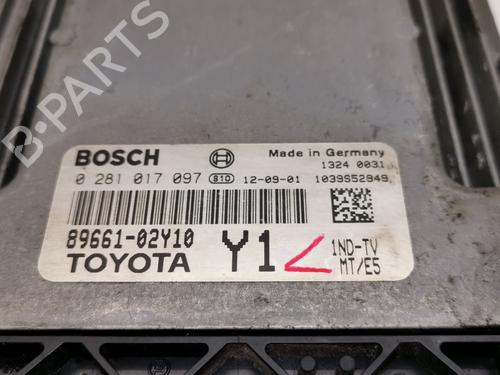 B-PARTS
BOSCH
Made in Germany
1324 0031
0 281 017 097 810 12-09-01 1039S52849
89661-02Y10
TOYOTA
Y1
1ND-TV
MT/E5